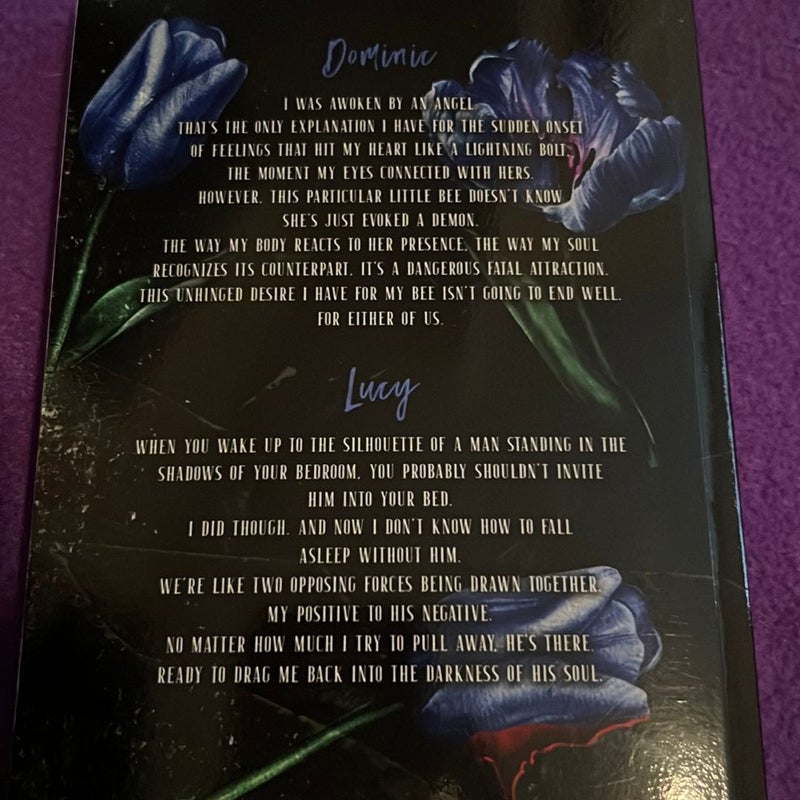 Dominic
I WAS AWOKEN BY AN ANGEL
THAT'S THE ONLY EXPLANATION I HAVE FOR THE SUDDEN ONSET
OF FEELINGS THAT HIT MY HEART LIKE A LIGHTNING BOLT,
THE MOMENT MY EYES CONNECTED WITH HERS.
HOWEVER, THIS PARTICULAR LITTLE BEE DOESN'T KNOW
SHE'S JUST EVOKED A DEMON.
THE WAY MY BODY REACTS TO HER PRESENCE, THE WAY MY SOUL
RECOGNIZES ITS COUNTERPART. IT'S A DANGEROUS FATAL ATTRACTION.
THIS UNHINGED DESIRE I HAVE FOR MY BEE ISN'T GOING TO END WELL.
FOR EITHER OF US.
Lucy
WHEN YOU WAKE UP TO THE SILHOUETTE OF A MAN STANDING IN THE
SHADOWS OF YOUR BEDROOM, YOU PROBABLY SHOULDN'T INVITE
HIM INTO YOUR BED.
I DID THOUGH. AND NOW I DON'T KNOW HOW TO FALL
ASLEEP WITHOUT HIM.
WE'RE LIKE TWO OPPOSING FORCES BEING DRAWN TOGETHER.
MY POSITIVE TO HIS NEGATIVE.
NO MATTER HOW MUCH I TRY TO PULL AWAY, HE'S THERE.
READY TO DRAG ME BACK INTO THE DARKNESS OF HIS SOUL.